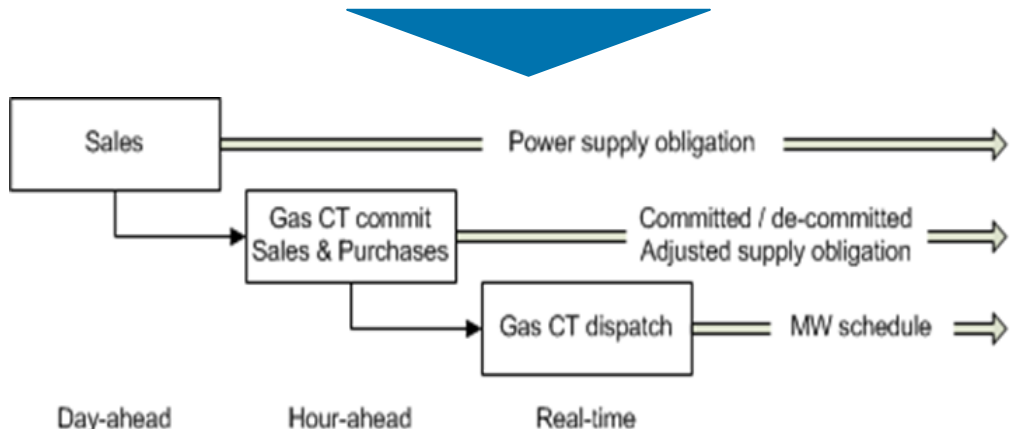 Sales
Power supply obligation
Gas CT commit
Sales & Purchases
Committed / de-committed
Adjusted supply obligation
Gas CT dispatch
MW schedule
Day-ahead
Hour-ahead
Real-time